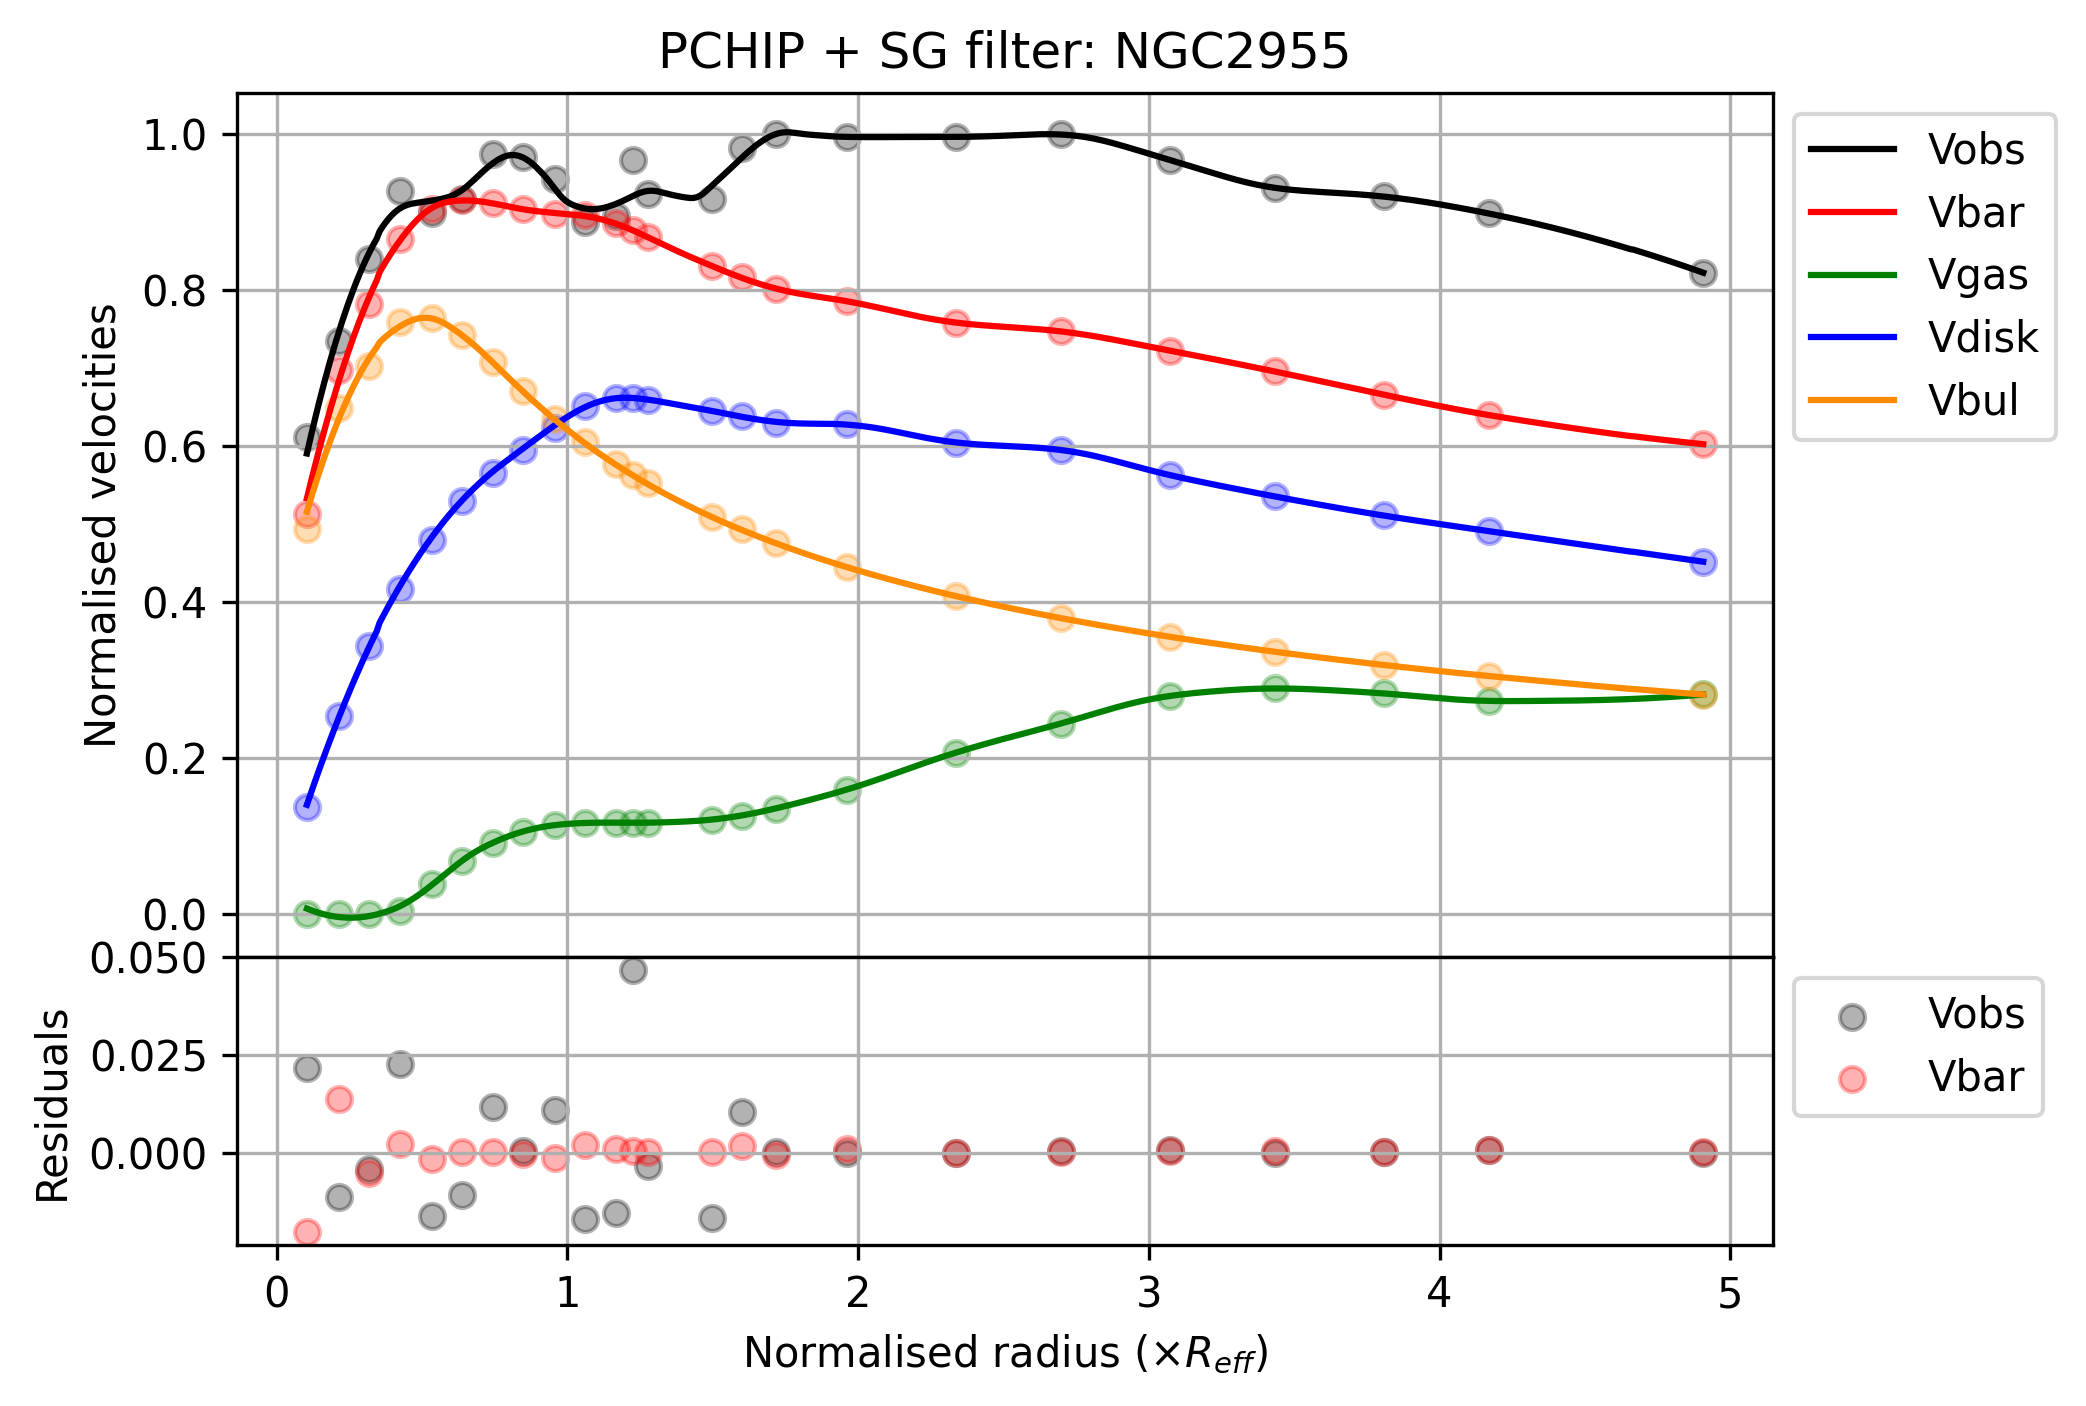 PCHIP + SG filter: NGC2955
Normalised velocities
1.0
0.8
0.6
0.4
0.2
0.0
Vobs
Vbar
Vgas
Vdisk
Vbul
Residuals
0.050
0.025
0.000
Vobs
Vbar
0 1 2 3 4 5
Normalised radius (×R_eff)